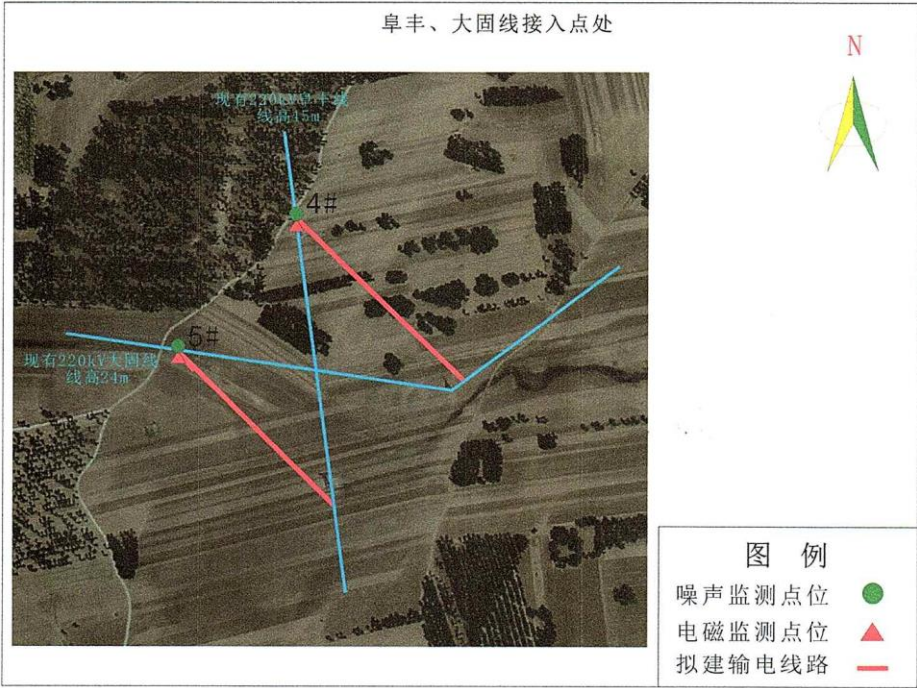 阜丰、大固线接入点处
N
现有220kV阜丰线
线高15m
4#
5#
现有220kV大固线
线高24m
图 例
噪声监测点位
电磁监测点位
拟建输电线路